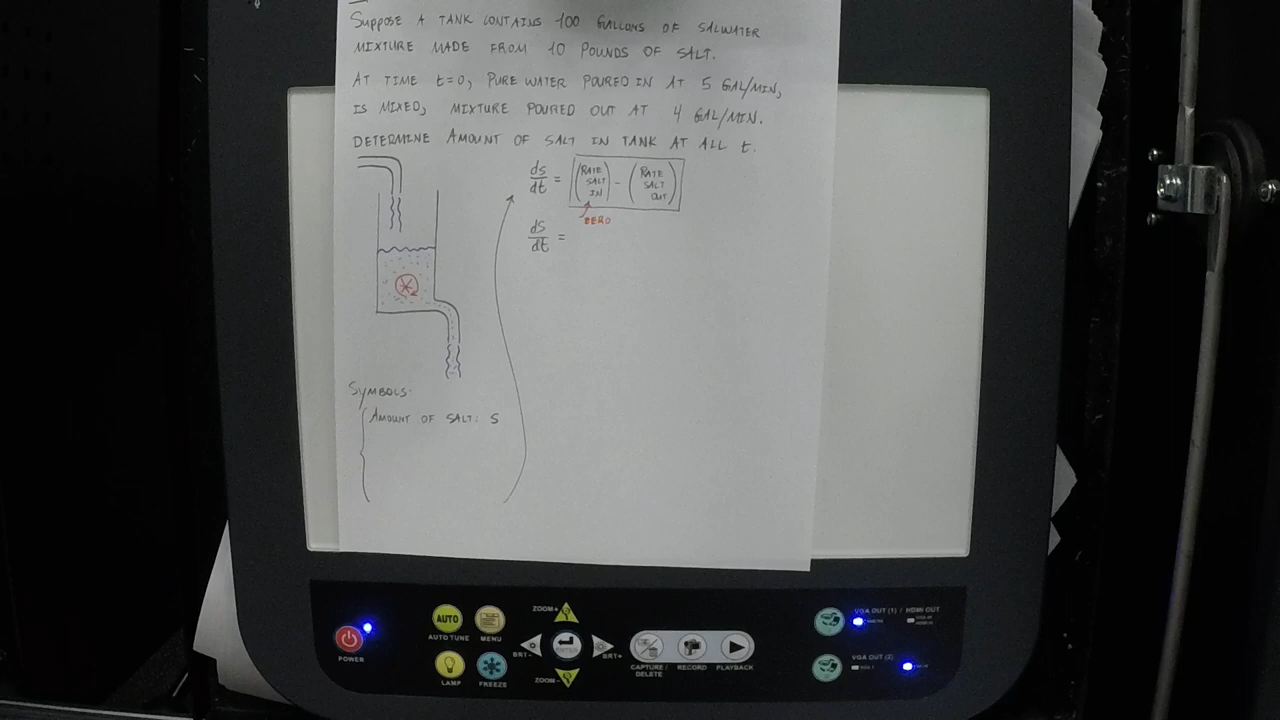 SUPPOSE A TANK CONTAINS 100 GALLONS OF SALWATER
MIXTURE MADE FROM 10 POUNDS OF SALT.
AT TIME t=0, PURE WATER POURED IN AT 5 GAL/MIN,
IS MIXED, MIXTURE POURED OUT AT 4 GAL/MIN.
DETERMINE AMOUNT OF SALT IN TANK AT ALL t.
ds/dt = (RATE SALT IN) - (RATE SALT OUT)
ZERO
ds/dt =
SYMBOLS:
AMOUNT OF SALT: S
POWER
AUTO
AUTO TUNE
MENU
LAMP
FREEZE
ZOOM+
BRT-
ENTER
BRT+
ZOOM-
CAPTURE / DELETE
RECORD
PLAYBACK
VGA OUT (1) / HDMI OUT
VGA OUT (2)